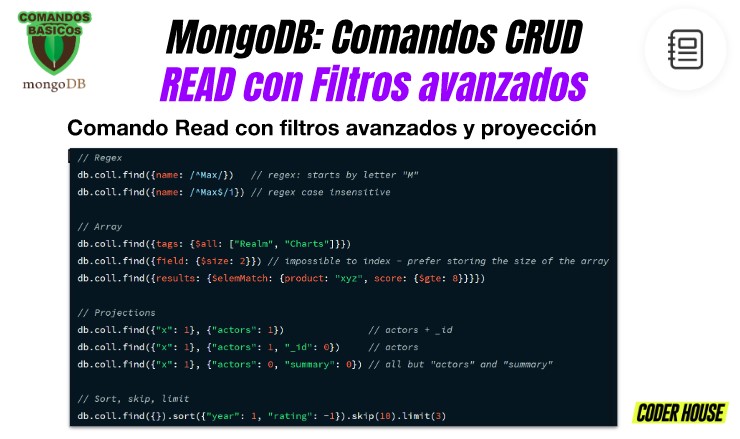 COMANDOS
BASICOS
mongoDB
MongoDB: Comandos CRUD
READ con Filtros avanzados
Comando Read con filtros avanzados y proyección
// Regex
db.coll.find({name: /^Max/})   // regex: starts by letter "M"
db.coll.find({name: /^Max$/i}) // regex case insensitive
// Array
db.coll.find({tags: {$all: ["Realm", "Charts"]}})
db.coll.find({field: {$size: 2}}) // impossible to index - prefer storing the size of the array
db.coll.find({results: {$elemMatch: {product: "xyz", score: {$gte: 8}}}})
// Projections
db.coll.find({"x": 1}, {"actors": 1})               // actors + _id
db.coll.find({"x": 1}, {"actors": 1, "_id": 0})     // actors
db.coll.find({"x": 1}, {"actors": 0, "summary": 0}) // all but "actors" and "summary"
// Sort, skip, limit
db.coll.find({}).sort({"year": 1, "rating": -1}).skip(10).limit(3)
CODER HOUSE